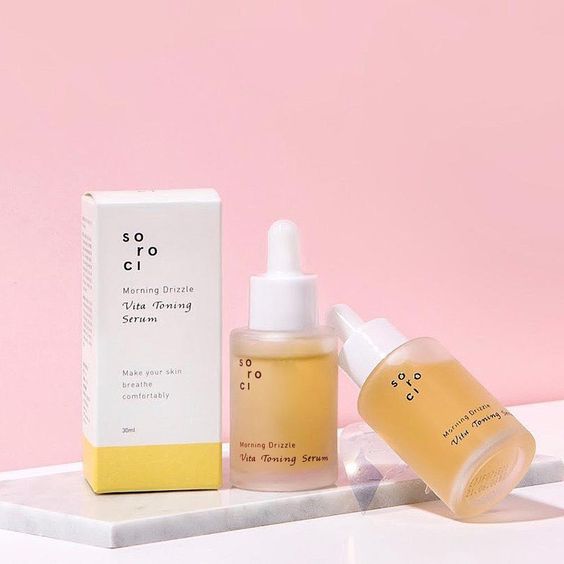 so
ro
CI
Morning Drizzle
Vita Toning
Serum
Make your skin
breathe
comfortably
30ml
so
ro
CI
Morning Drizzle
Vita Toning Serum
so
ro
CI
Morning Drizzle
Vita Toning